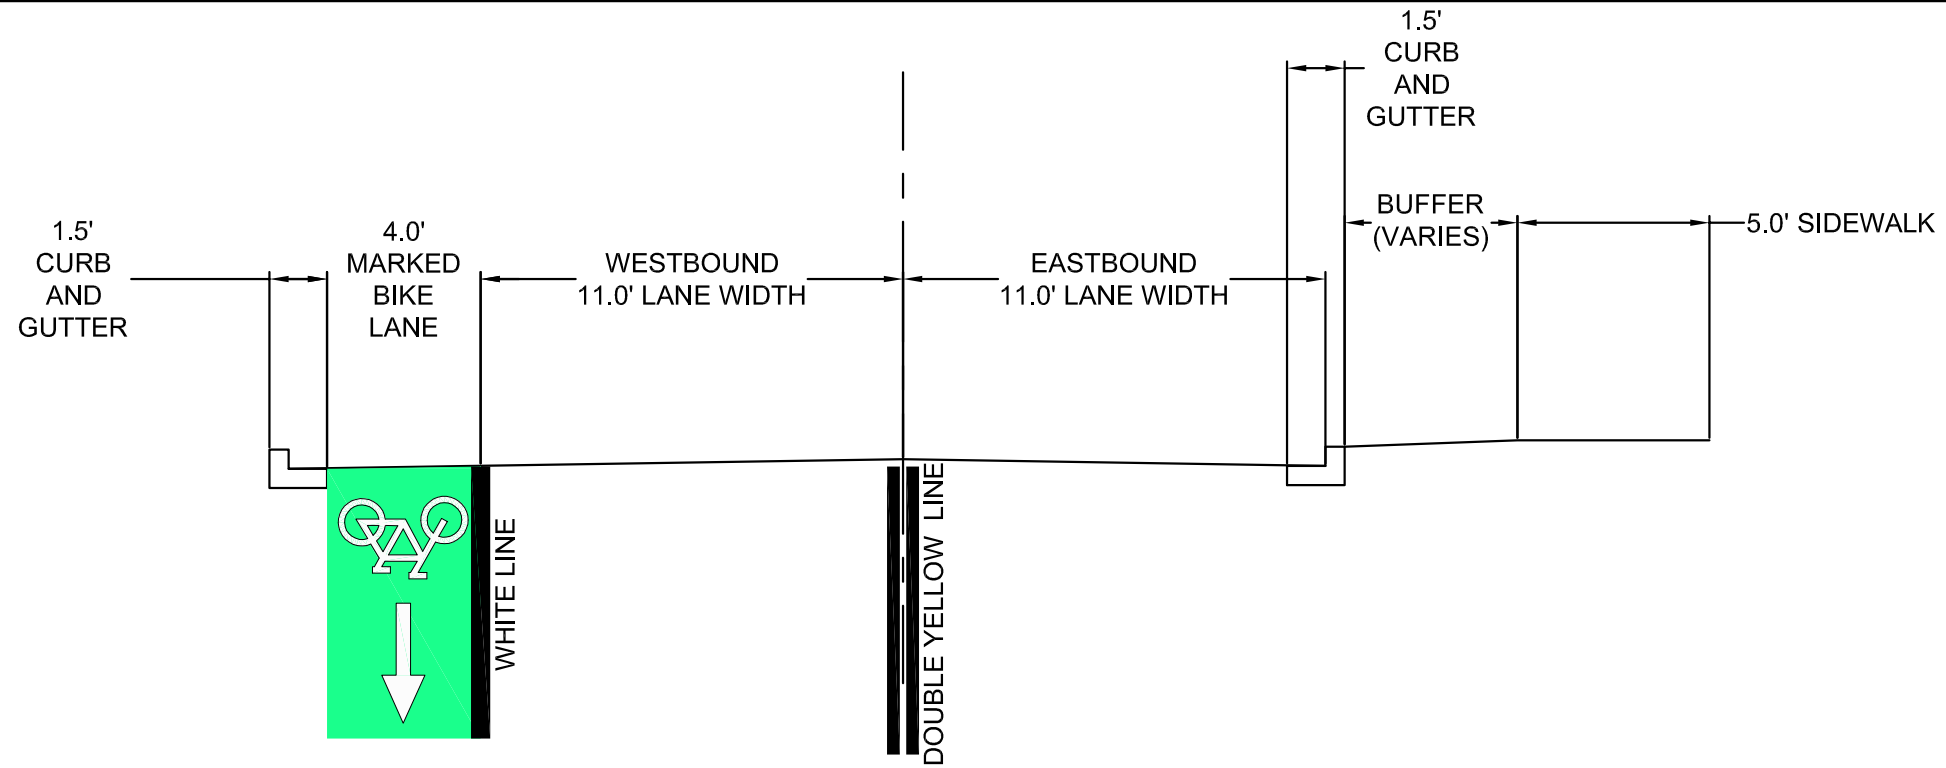 1.5'
CURB
AND
GUTTER
4.0'
MARKED
BIKE
LANE
WESTBOUND
11.0' LANE WIDTH
EASTBOUND
11.0' LANE WIDTH
1.5'
CURB
AND
GUTTER
BUFFER
(VARIES)
5.0' SIDEWALK
WHITE LINE
DOUBLE YELLOW LINE